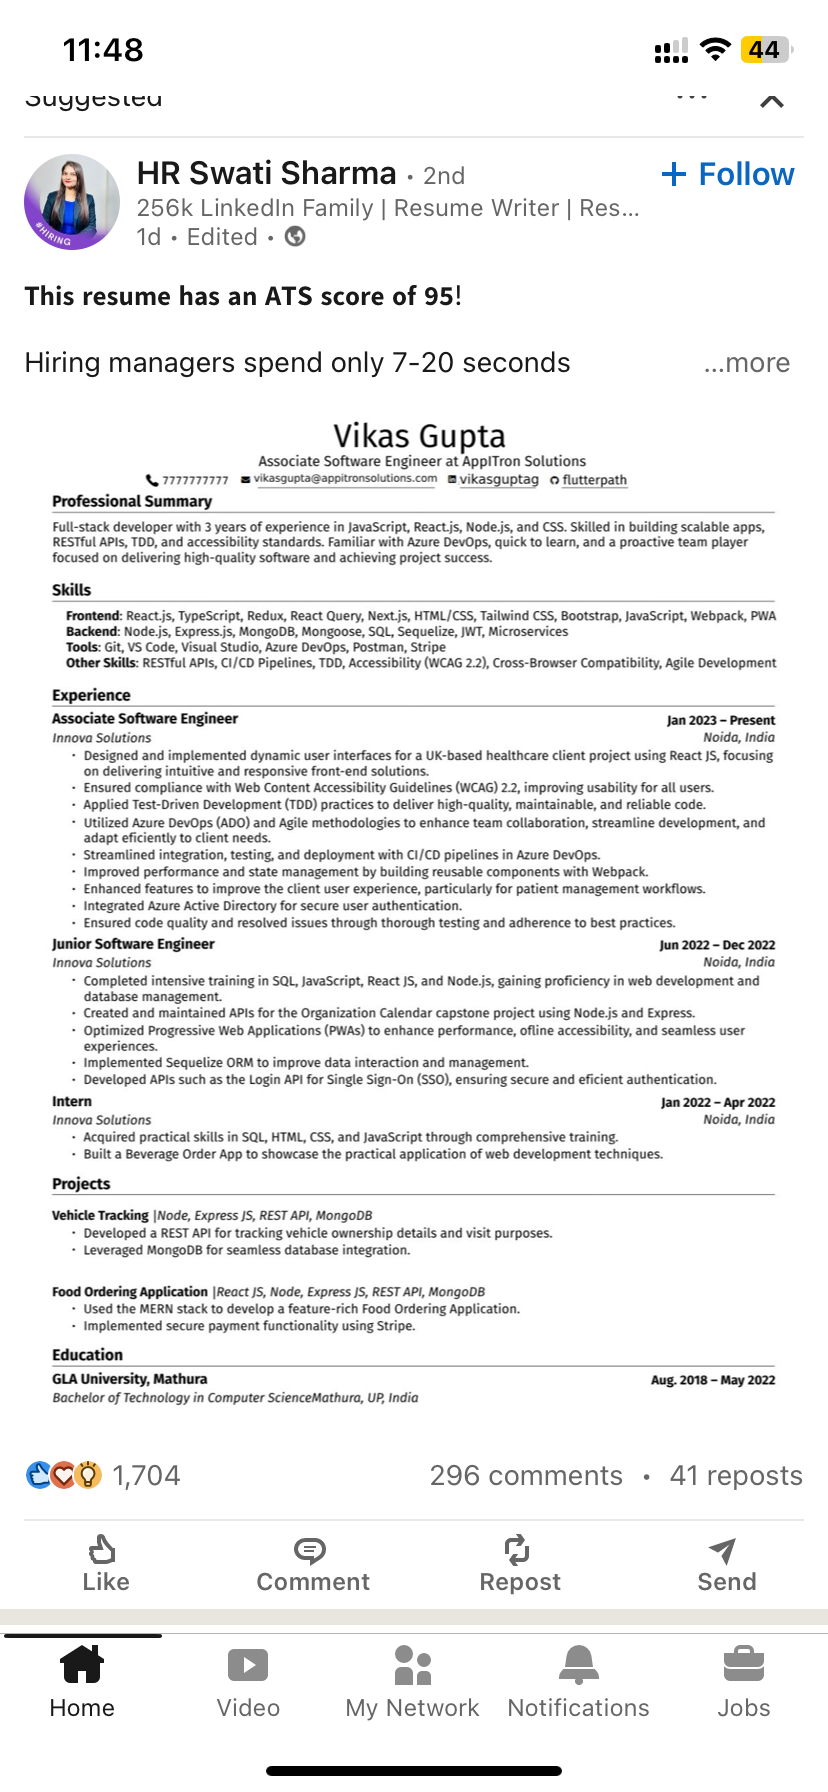 11:48
44
Suggested
HR Swati Sharma · 2nd
+ Follow
256k LinkedIn Family | Resume Writer | Res...
1d • Edited •
#HIRING
This resume has an ATS score of 95!
Hiring managers spend only 7-20 seconds
...more
Vikas Gupta
Associate Software Engineer at AppITron Solutions
7777777777 vikasgupta@appitronsolutions.com vikasguptag flutterpath
Professional Summary
Full-stack developer with 3 years of experience in JavaScript, React.js, Node.js, and CSS. Skilled in building scalable apps,
RESTful APIs, TDD, and accessibility standards. Familiar with Azure DevOps, quick to learn, and a proactive team player
focused on delivering high-quality software and achieving project success.
Skills
Frontend: React.js, TypeScript, Redux, React Query, Next.js, HTML/CSS, Tailwind CSS, Bootstrap, JavaScript, Webpack, PWA
Backend: Node.js, Express.js, MongoDB, Mongoose, SQL, Sequelize, JWT, Microservices
Tools: Git, VS Code, Visual Studio, Azure DevOps, Postman, Stripe
Other Skills: RESTful APIs, CI/CD Pipelines, TDD, Accessibility (WCAG 2.2), Cross-Browser Compatibility, Agile Development
Experience
Associate Software Engineer Jan 2023 – Present
Innova Solutions Noida, India
• Designed and implemented dynamic user interfaces for a UK-based healthcare client project using React JS, focusing
on delivering intuitive and responsive front-end solutions.
• Ensured compliance with Web Content Accessibility Guidelines (WCAG) 2.2, improving usability for all users.
• Applied Test-Driven Development (TDD) practices to deliver high-quality, maintainable, and reliable code.
• Utilized Azure DevOps (ADO) and Agile methodologies to enhance team collaboration, streamline development, and
adapt eficiently to client needs.
• Streamlined integration, testing, and deployment with CI/CD pipelines in Azure DevOps.
• Improved performance and state management by building reusable components with Webpack.
• Enhanced features to improve the client user experience, particularly for patient management workflows.
• Integrated Azure Active Directory for secure user authentication.
• Ensured code quality and resolved issues through thorough testing and adherence to best practices.
Junior Software Engineer Jun 2022 – Dec 2022
Innova Solutions Noida, India
• Completed intensive training in SQL, JavaScript, React JS, and Node.js, gaining proficiency in web development and
database management.
• Created and maintained APIs for the Organization Calendar capstone project using Node.js and Express.
• Optimized Progressive Web Applications (PWAs) to enhance performance, ofline accessibility, and seamless user
experiences.
• Implemented Sequelize ORM to improve data interaction and management.
• Developed APIs such as the Login API for Single Sign-On (SSO), ensuring secure and eficient authentication.
Intern Jan 2022 – Apr 2022
Innova Solutions Noida, India
• Acquired practical skills in SQL, HTML, CSS, and JavaScript through comprehensive training.
• Built a Beverage Order App to showcase the practical application of web development techniques.
Projects
Vehicle Tracking |Node, Express JS, REST API, MongoDB
• Developed a REST API for tracking vehicle ownership details and visit purposes.
• Leveraged MongoDB for seamless database integration.
Food Ordering Application |React JS, Node, Express JS, REST API, MongoDB
• Used the MERN stack to develop a feature-rich Food Ordering Application.
• Implemented secure payment functionality using Stripe.
Education
GLA University, Mathura Aug. 2018 – May 2022
Bachelor of Technology in Computer ScienceMathura, UP, India
1,704
296 comments • 41 reposts
Like Comment Repost Send
Home Video My Network Notifications Jobs